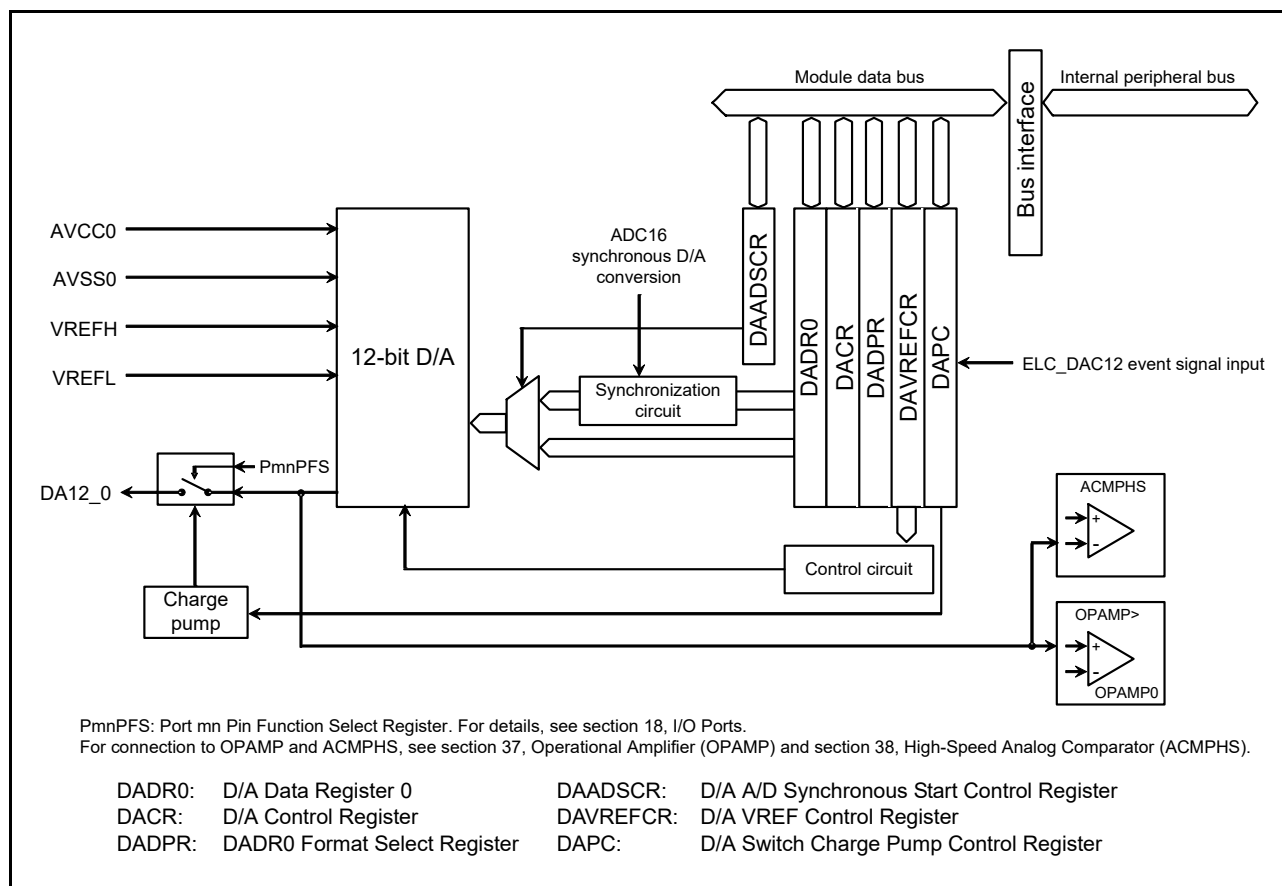 Module data bus
Internal peripheral bus
Bus interface
AVCC0
AVSS0
VREFH
VREFL
12-bit D/A
ADC16
synchronous D/A
conversion
DAADSCR
DADR0
DACR
DADPR
DAVREFCR
DAPC
Synchronization
circuit
ELC_DAC12 event signal input
PmnPFS
DA12_0
ACMPHS
+
-
Control circuit
Charge
pump
OPAMP>
+
-
OPAMP0
PmnPFS: Port mn Pin Function Select Register. For details, see section 18, I/O Ports.
For connection to OPAMP and ACMPHS, see section 37, Operational Amplifier (OPAMP) and section 38, High-Speed Analog Comparator (ACMPHS).
DADR0: D/A Data Register 0 DAADSCR: D/A A/D Synchronous Start Control Register
DACR: D/A Control Register DAVREFCR: D/A VREF Control Register
DADPR: DADR0 Format Select Register DAPC: D/A Switch Charge Pump Control Register